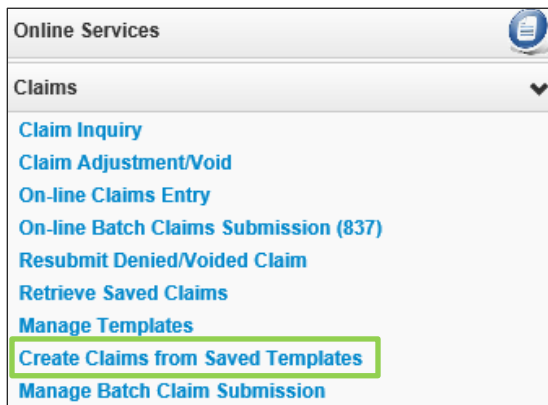 Online Services
Claims
Claim Inquiry
Claim Adjustment/Void
On-line Claims Entry
On-line Batch Claims Submission (837)
Resubmit Denied/Voided Claim
Retrieve Saved Claims
Manage Templates
Create Claims from Saved Templates
Manage Batch Claim Submission